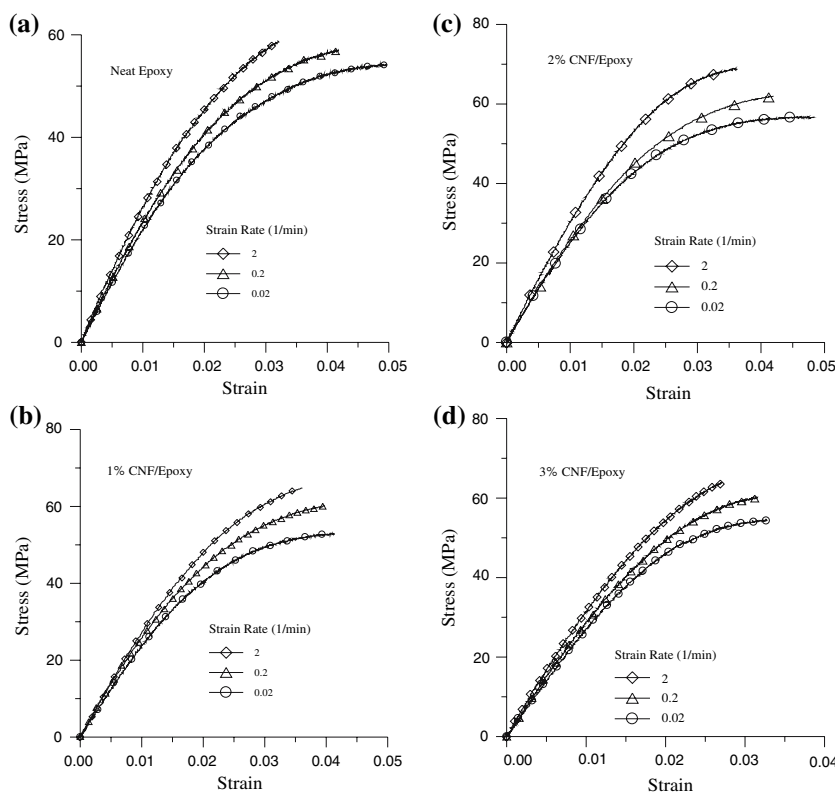 (a)
60
40
20
0
Stress (MPa)
Neat Epoxy
Strain Rate (1/min)
2
0.2
0.02
0.00 0.01 0.02 0.03 0.04 0.05
Strain
(c)
80
60
40
20
0
Stress (MPa)
2% CNF/Epoxy
Strain Rate (1/min)
2
0.2
0.02
0.00 0.01 0.02 0.03 0.04 0.05
Strain
(b)
80
60
40
20
0
Stress (MPa)
1% CNF/Epoxy
Strain Rate (1/min)
2
0.2
0.02
0.00 0.01 0.02 0.03 0.04 0.05
Strain
(d)
80
60
40
20
0
Stress (MPa)
3% CNF/Epoxy
Strain Rate (1/min)
2
0.2
0.02
0.00 0.01 0.02 0.03 0.04
Strain